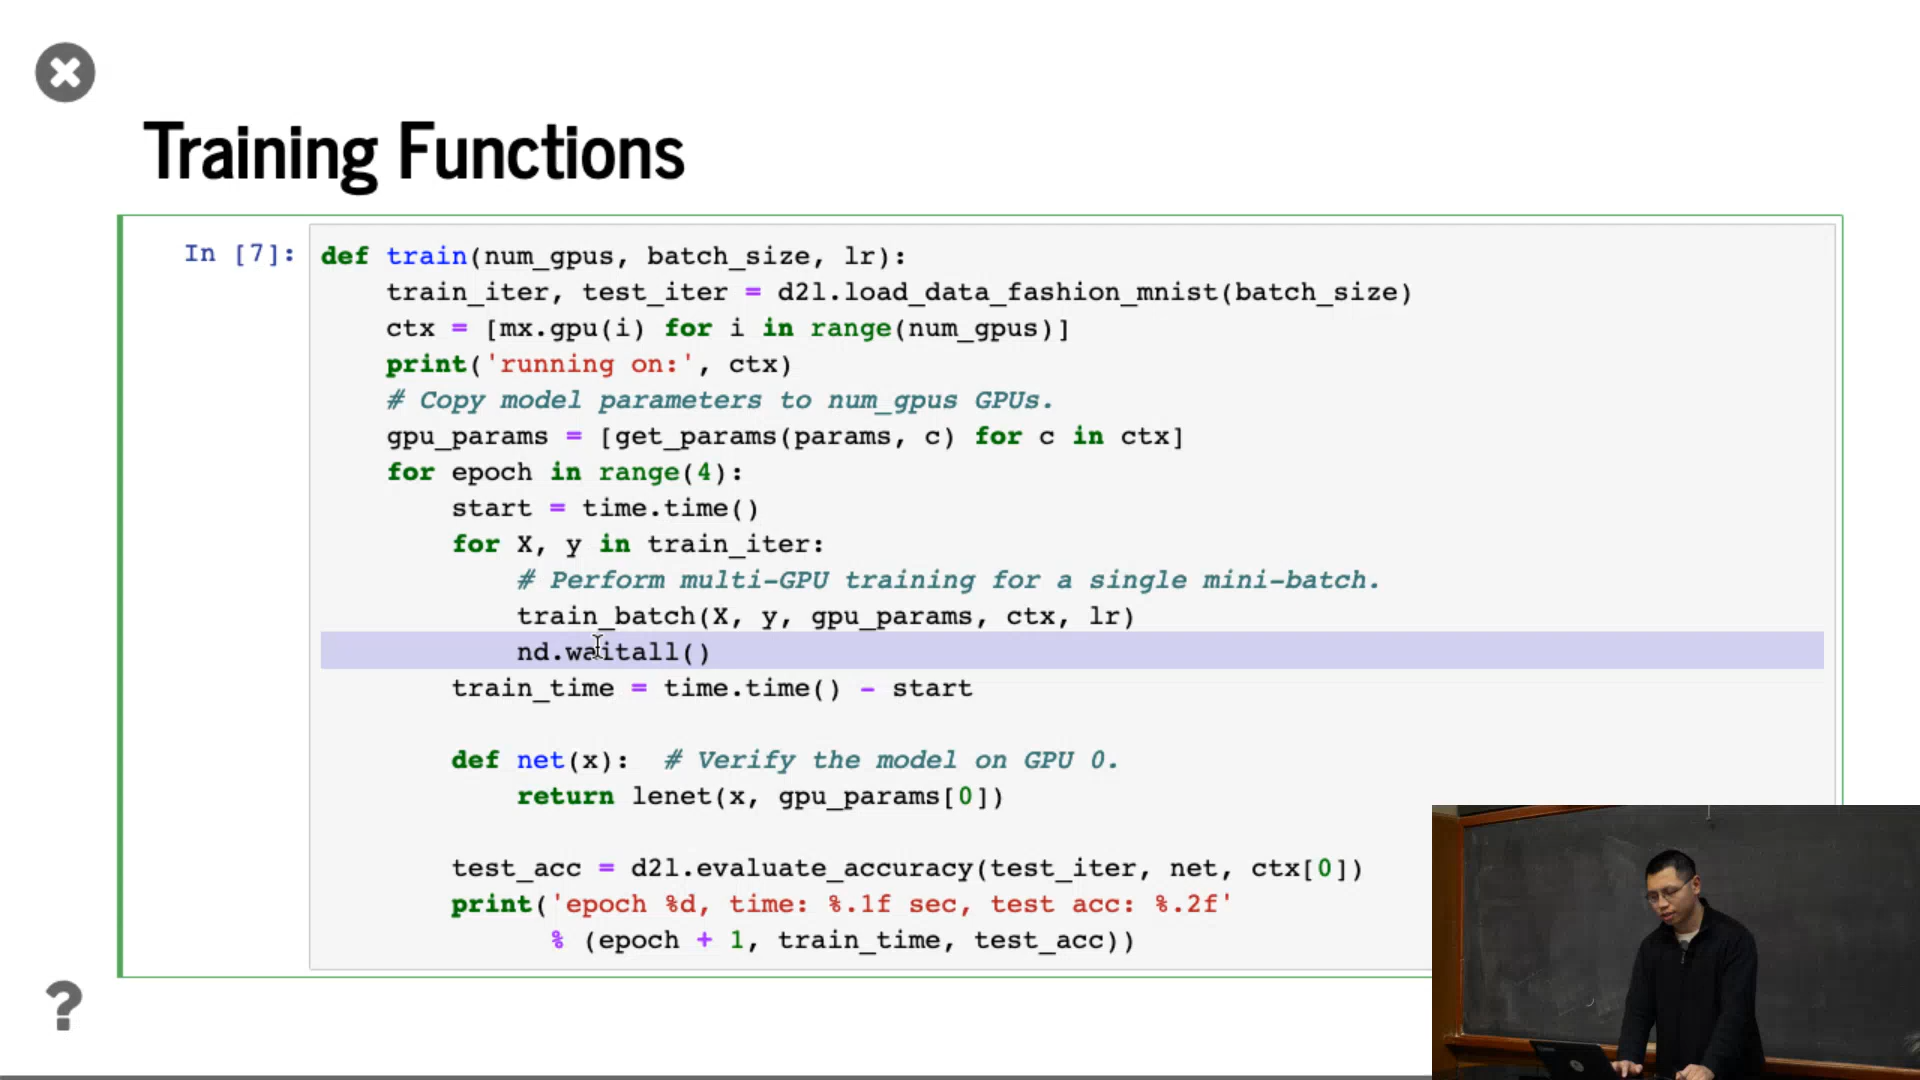 Training Functions
In [7]:
def train(num_gpus, batch_size, lr):
    train_iter, test_iter = d2l.load_data_fashion_mnist(batch_size)
    ctx = [mx.gpu(i) for i in range(num_gpus)]
    print('running on:', ctx)
    # Copy model parameters to num_gpus GPUs.
    gpu_params = [get_params(params, c) for c in ctx]
    for epoch in range(4):
        start = time.time()
        for X, y in train_iter:
            # Perform multi-GPU training for a single mini-batch.
            train_batch(X, y, gpu_params, ctx, lr)
            nd.waitall()
        train_time = time.time() - start
        def net(x):  # Verify the model on GPU 0.
            return lenet(x, gpu_params[0])
        test_acc = d2l.evaluate_accuracy(test_iter, net, ctx[0])
        print('epoch %d, time: %.1f sec, test acc: %.2f'
              % (epoch + 1, train_time, test_acc))
?